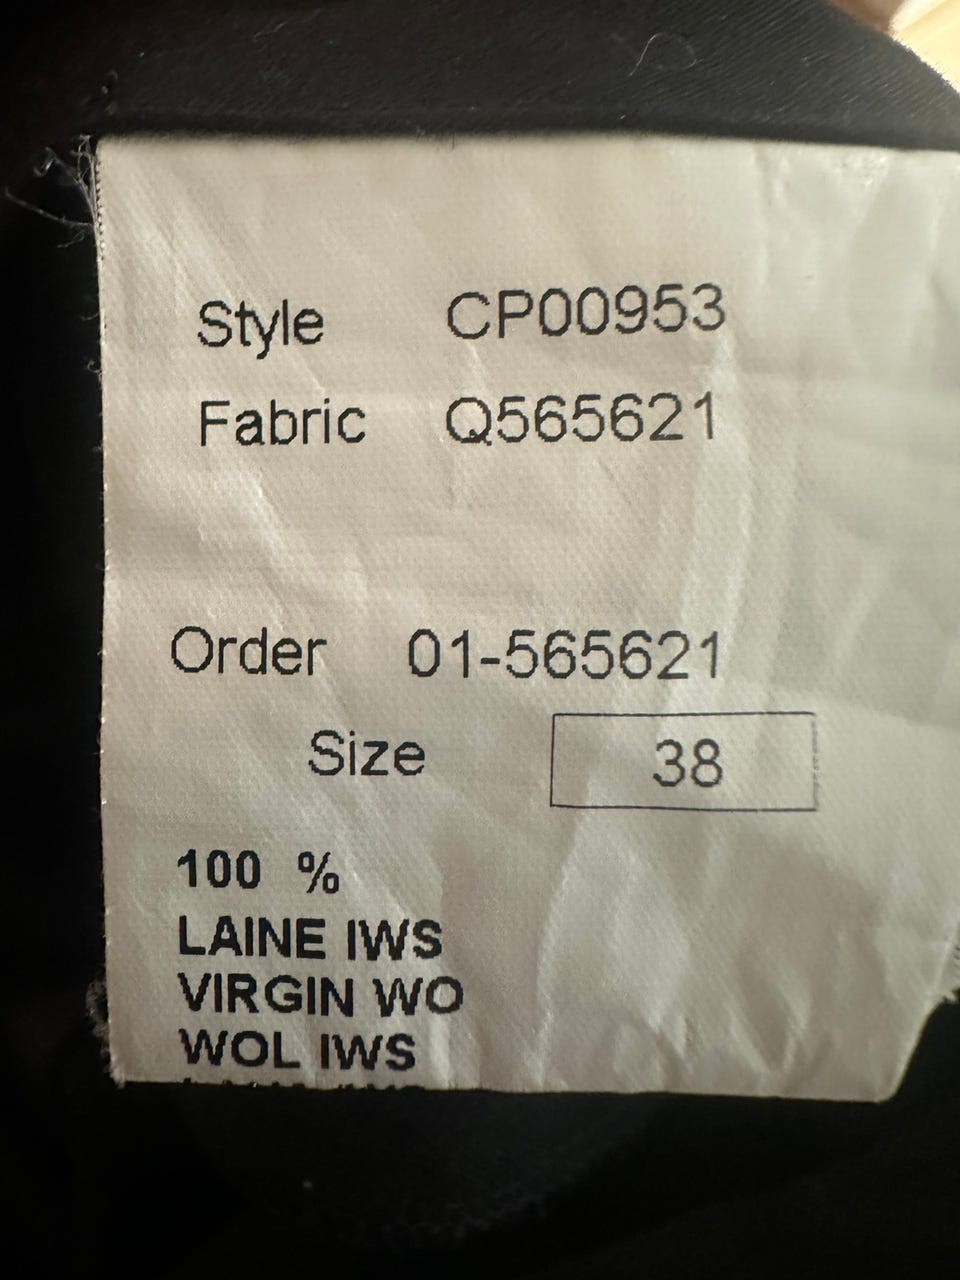 Style CP00953
Fabric Q565621
Order 01-565621
Size 38
100 %
LAINE IWS
VIRGIN WO
WOL IWS